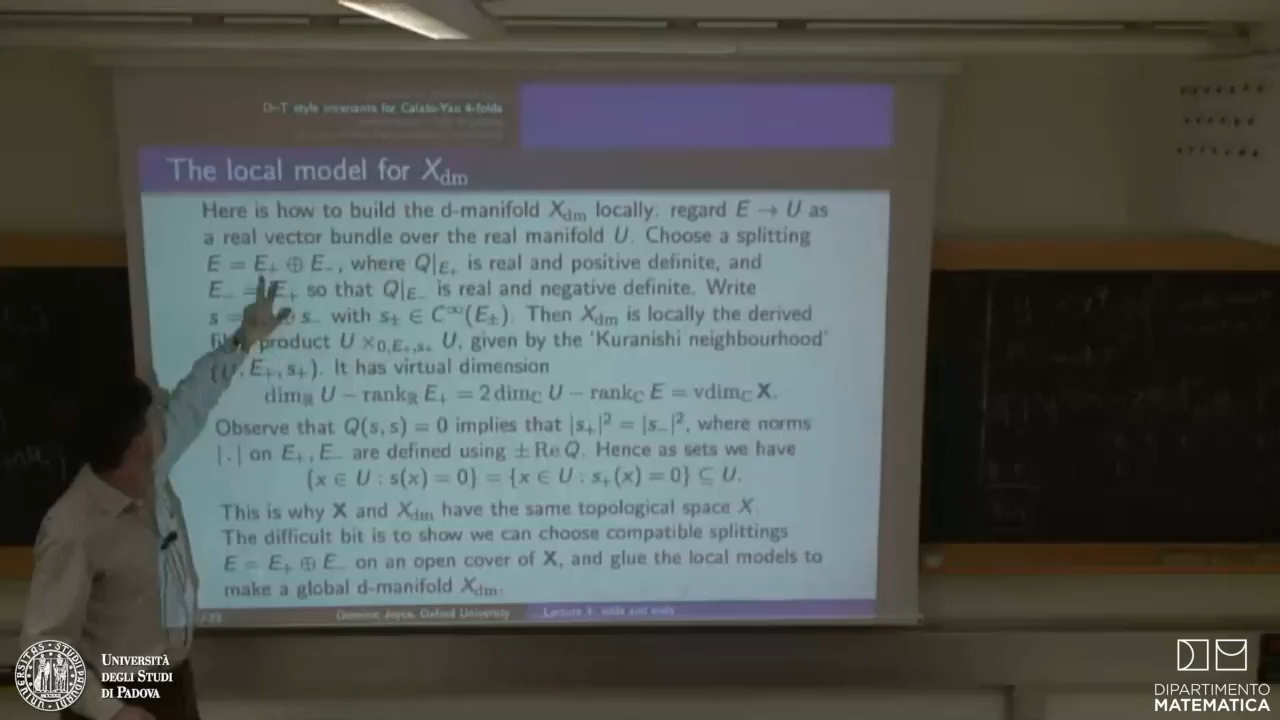 D–T style invariants for Calabi–Yau 4-folds
The local model for Xdm
Here is how to build the d-manifold Xdm locally: regard E → U as
a real vector bundle over the real manifold U. Choose a splitting
E = E₊ ⊕ E₋, where Q|E₊ is real and positive definite, and
E₋ = E₊ so that Q|E₋ is real and negative definite. Write
s = s₋ with s± ∈ C∞(E±). Then Xdm is locally the derived
product U ×0,E₊,s₊ U, given by the 'Kuranishi neighbourhood'
(U, E₊, s₊). It has virtual dimension
dimℝ U − rankℝ E₊ = 2 dimℂ U − rankℂ E = vdimℂ X.
Observe that Q(s, s) = 0 implies that |s₊|² = |s₋|², where norms
|.| on E₊, E₋ are defined using ± Re Q. Hence as sets we have
{x ∈ U : s(x) = 0} = {x ∈ U : s₊(x) = 0} ⊆ U.
This is why X and Xdm have the same topological space X.
The difficult bit is to show we can choose compatible splittings
E = E₊ ⊕ E₋ on an open cover of X, and glue the local models to
make a global d-manifold Xdm.
Dominic Joyce, Oxford University
UNIVERSITÀ
DEGLI STUDI
DI PADOVA
DIPARTIMENTO
MATEMATICA